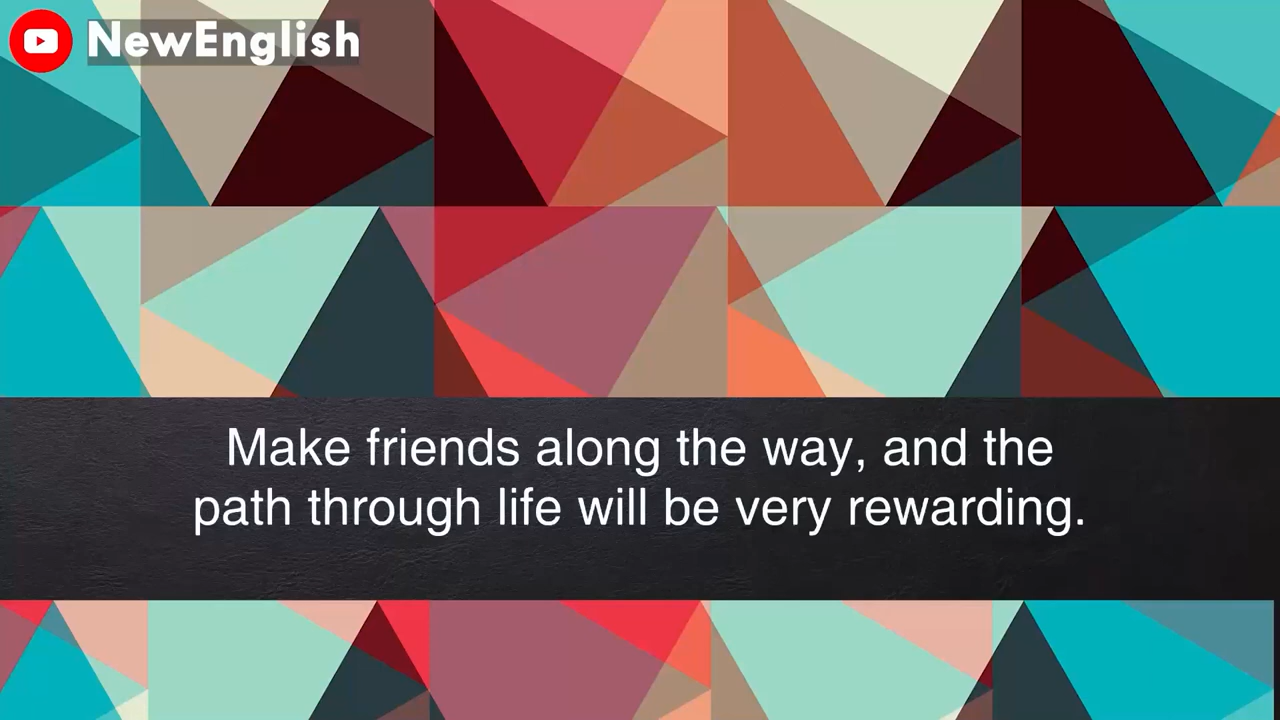 NewEnglish
Make friends along the way, and the
path through life will be very rewarding.